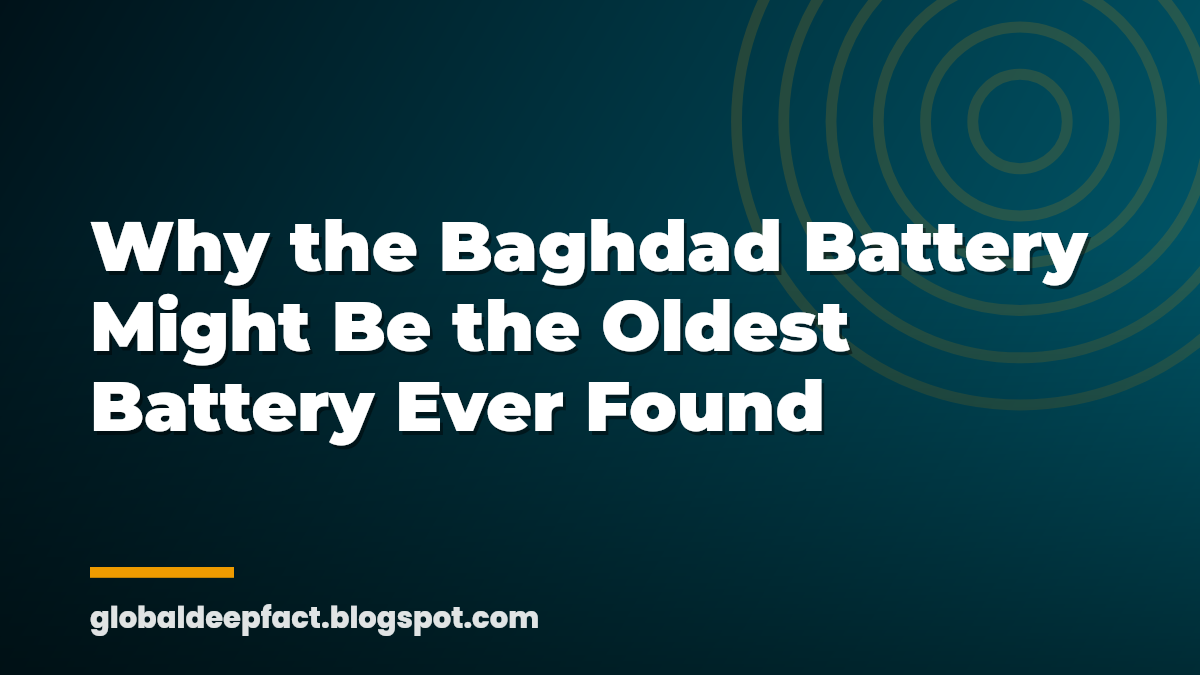 Why the Baghdad Battery
Might Be the Oldest
Battery Ever Found
globaldeepfact.blogspot.com